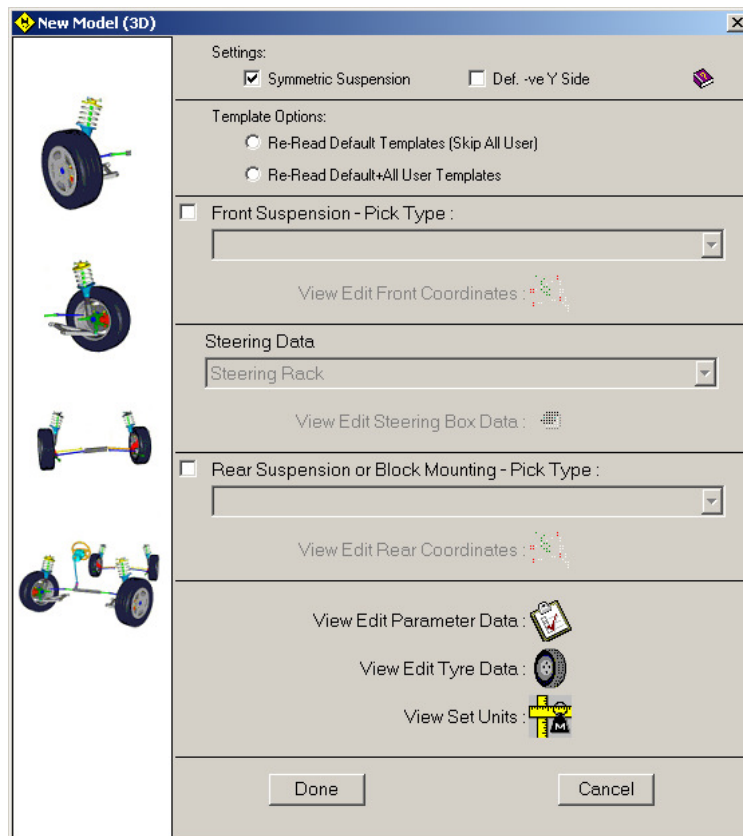 New Model (3D)
Settings:
Symmetric Suspension
Def. -ve Y Side
Template Options:
Re-Read Default Templates (Skip All User)
Re-Read Default+All User Templates
Front Suspension - Pick Type :
View Edit Front Coordinates :
Steering Data
Steering Rack
View Edit Steering Box Data :
Rear Suspension or Block Mounting - Pick Type :
View Edit Rear Coordinates :
View Edit Parameter Data :
View Edit Tyre Data :
View Set Units :
M
Done
Cancel